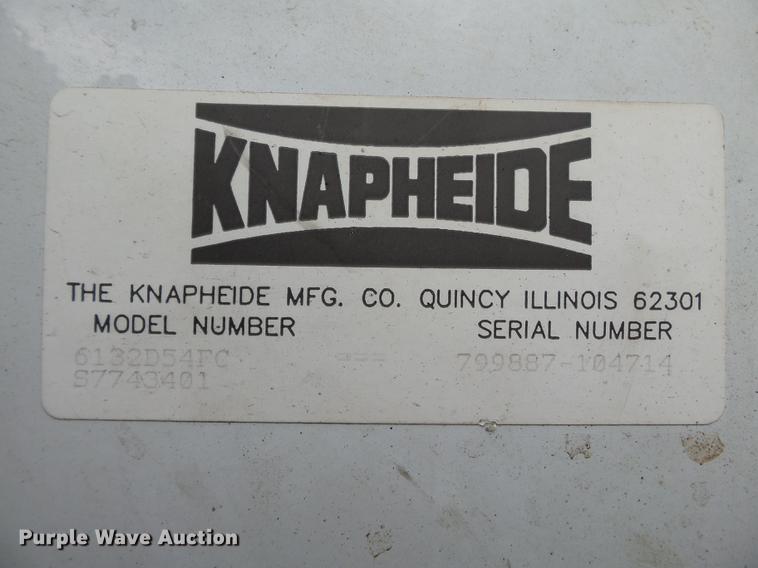 KNAPHEIDE
THE KNAPHEIDE MFG. CO. QUINCY ILLINOIS 62301
MODEL NUMBER SERIAL NUMBER
6132D54FC === 799887-104714
S7743401
Purple Wave Auction